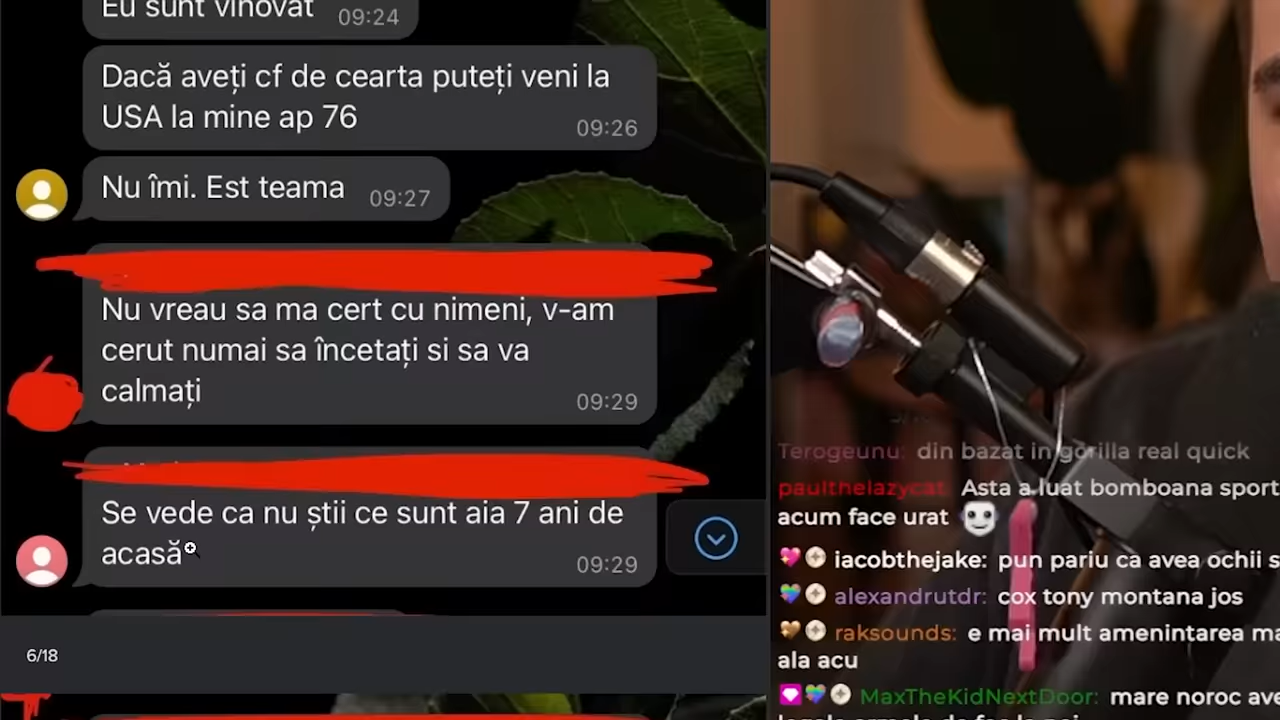 Eu sunt vinovat 09:24
Dacă aveți cf de cearta puteți veni la
USA la mine ap 76
09:26
Nu îmi. Est teama 09:27
Nu vreau sa ma cert cu nimeni, v-am
cerut numai sa încetați si sa va
calmați
09:29
Se vede ca nu știi ce sunt aia 7 ani de
acasă
09:29
6/18
Terogeunu: din bazat in gorilla real quick
paulthelazycat: Asta a luat bomboana sport
acum face urat
iacobthejake: pun pariu ca avea ochii s
alexandrutdr: cox tony montana jos
raksounds: e mai mult amenintarea ma
ala acu
MaxTheKidNextDoor: mare noroc ave